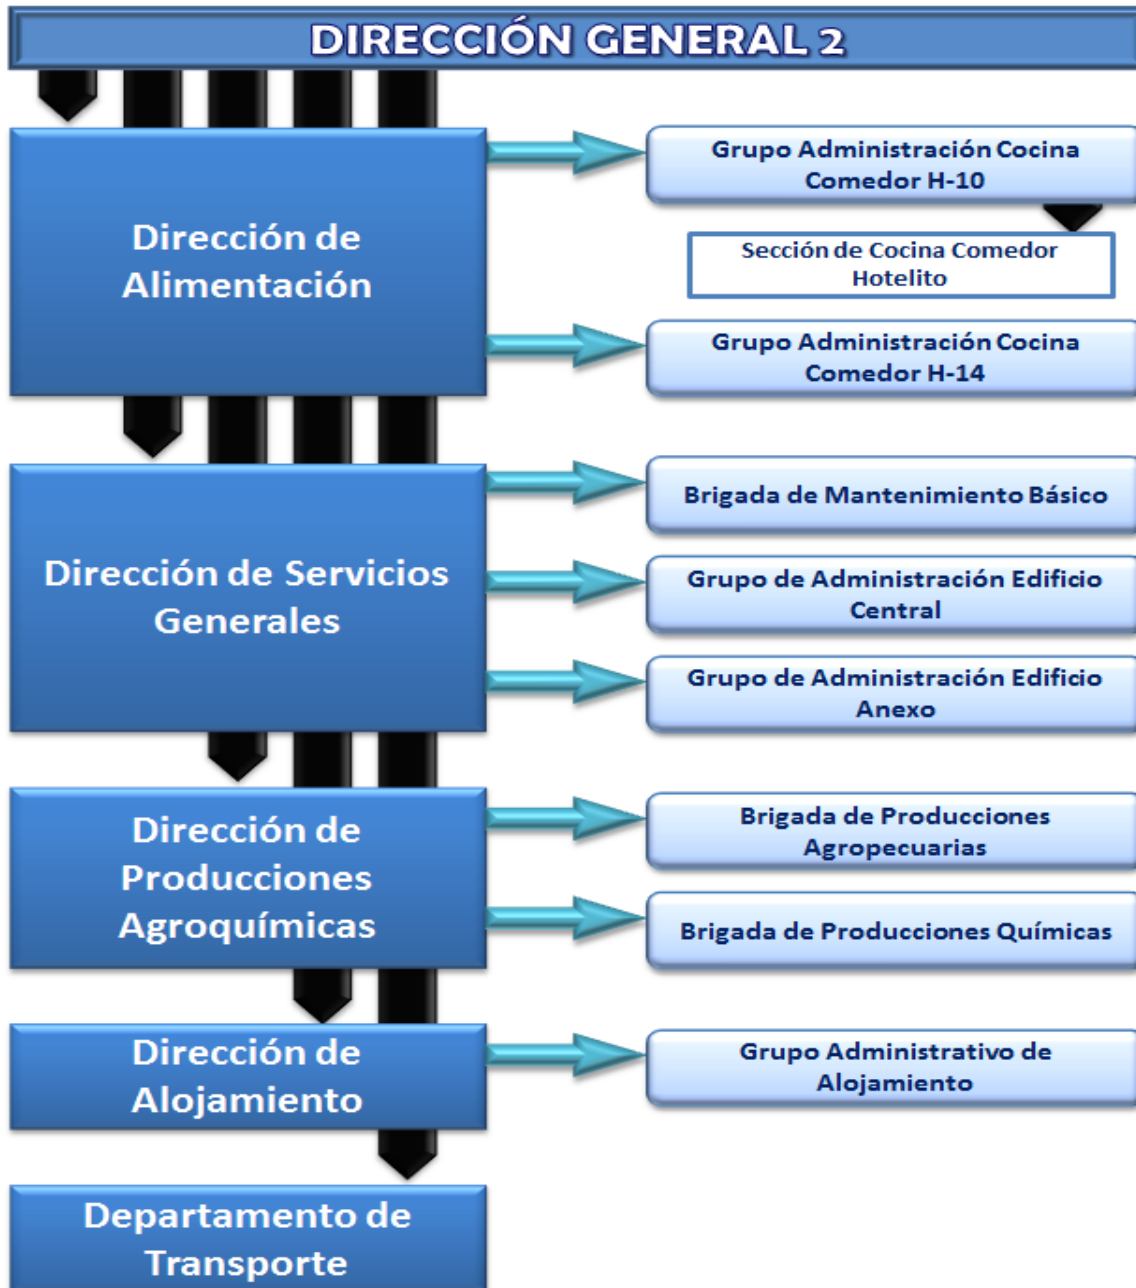 DIRECCIÓN GENERAL 2
Dirección de
Alimentación
Grupo Administración Cocina
Comedor H-10
Sección de Cocina Comedor
Hotelito
Grupo Administración Cocina
Comedor H-14
Dirección de Servicios
Generales
Brigada de Mantenimiento Básico
Grupo de Administración Edificio
Central
Grupo de Administración Edificio
Anexo
Dirección de
Producciones
Agroquímicas
Brigada de Producciones
Agropecuarias
Brigada de Producciones Químicas
Dirección de
Alojamiento
Grupo Administrativo de
Alojamiento
Departamento de
Transporte